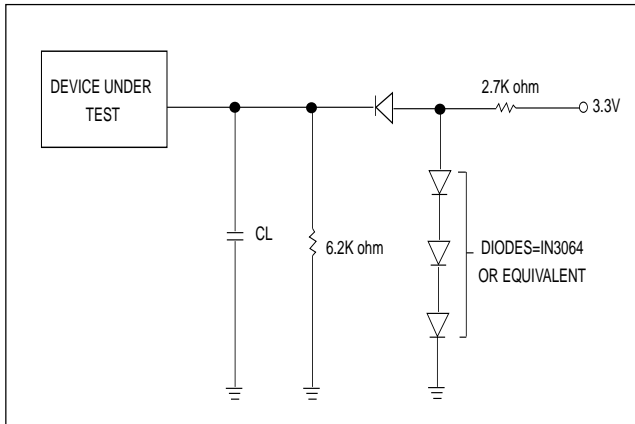 DEVICE UNDER
TEST
2.7K ohm
3.3V
CL
6.2K ohm
DIODES=IN3064
OR EQUIVALENT